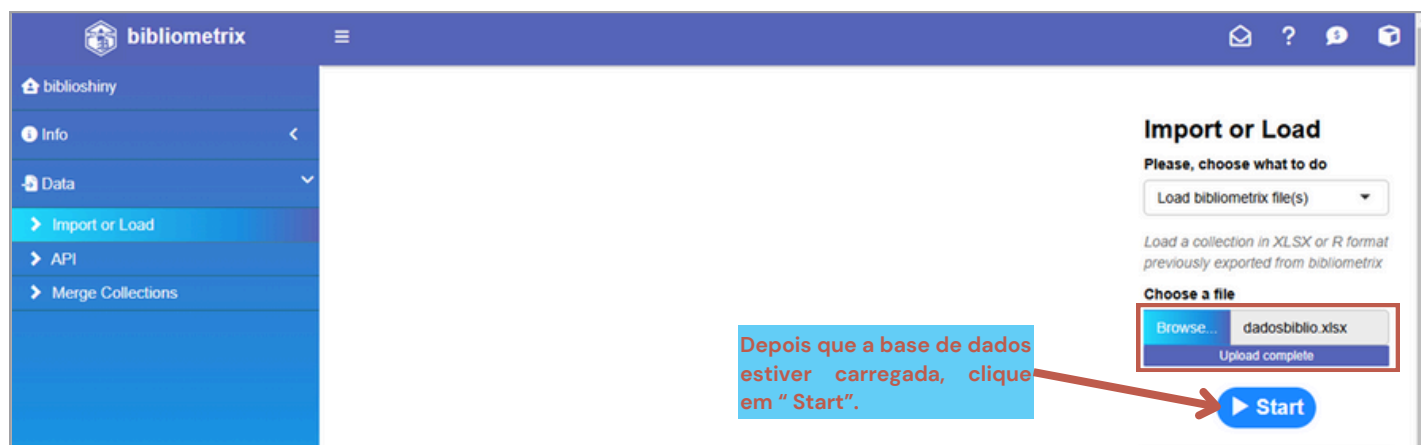 bibliometrix
biblioshiny
Info
Data
Import or Load
API
Merge Collections
Import or Load
Please, choose what to do
Load bibliometrix file(s)
Load a collection in XLSX or R format
previously exported from bibliometrix
Choose a file
Browse... dadosbiblio.xlsx
Upload complete
Depois que a base de dados
estiver carregada, clique
em “ Start”.
Start